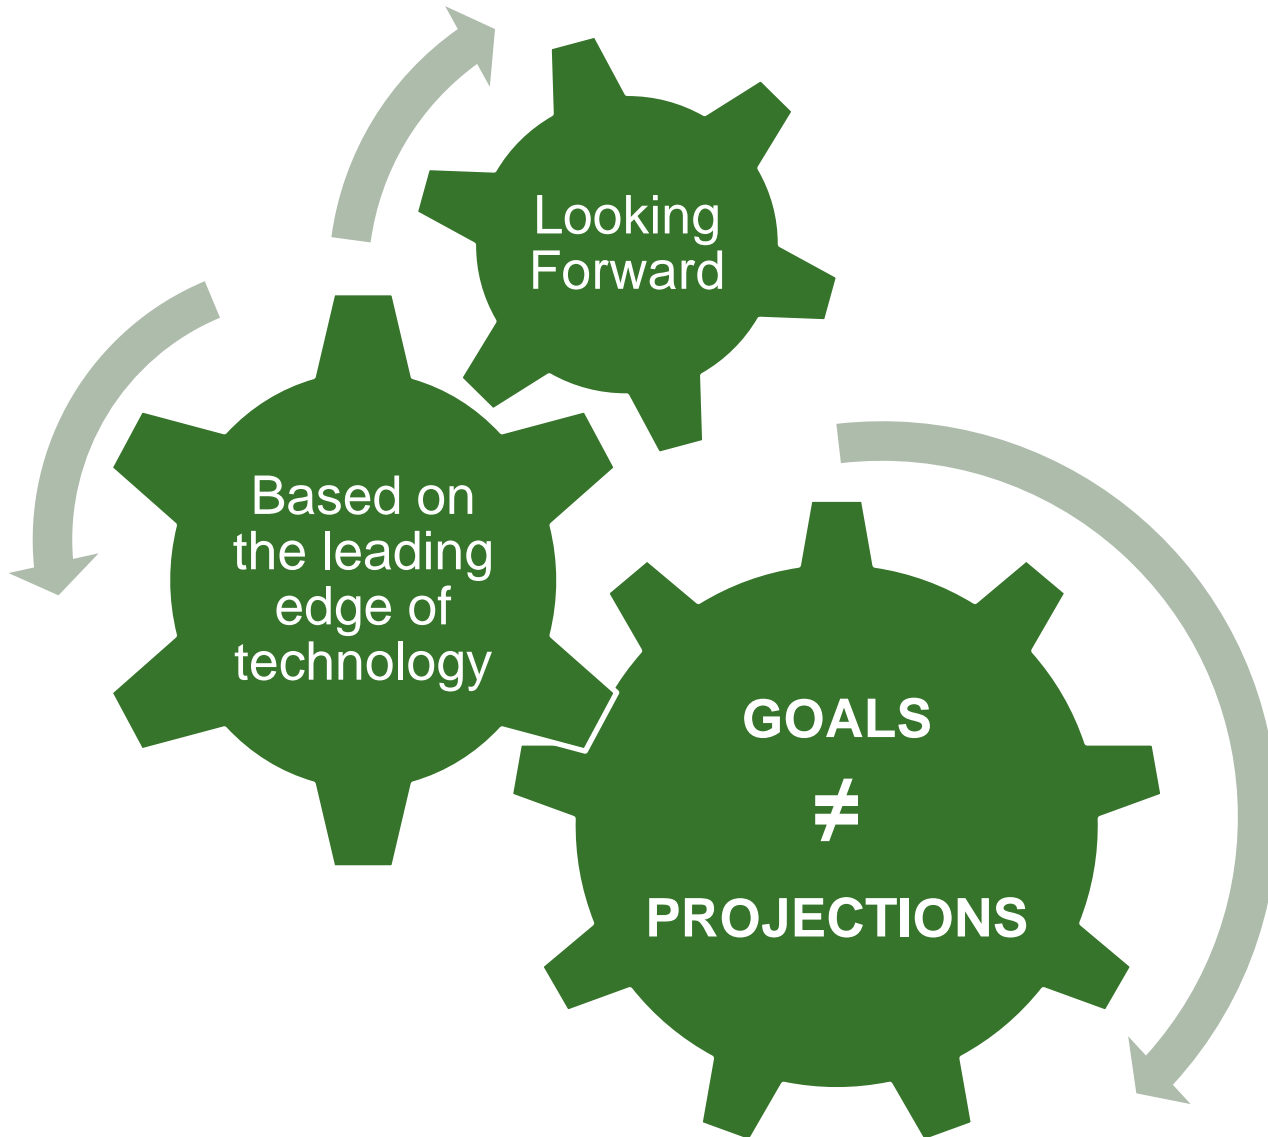 Looking
Forward
Based on
the leading
edge of
technology
GOALS
≠
PROJECTIONS